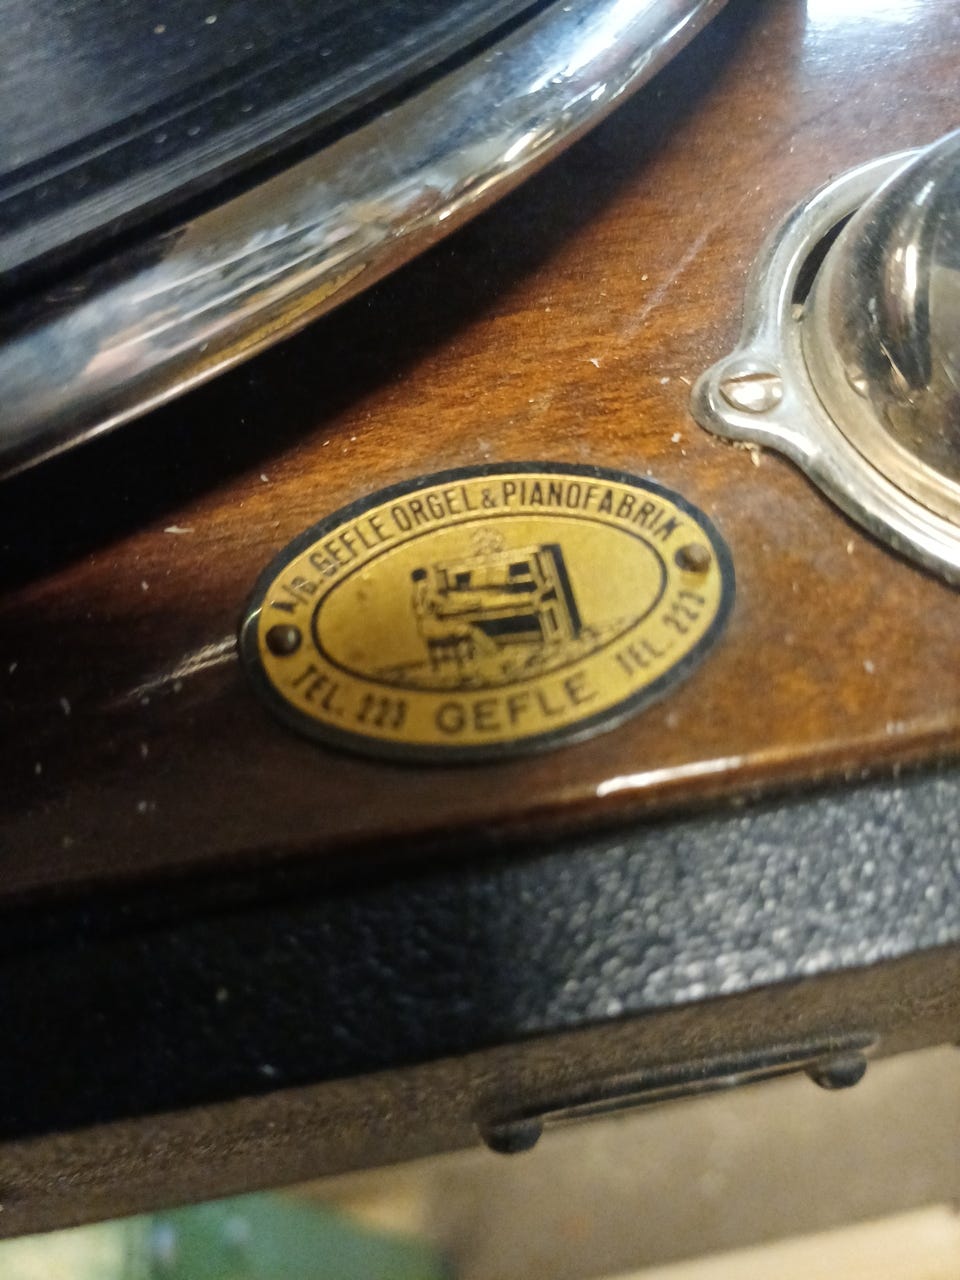 A/B. GEFLE ORGEL & PIANOFABRIK
TEL. 223 GEFLE TEL. 223